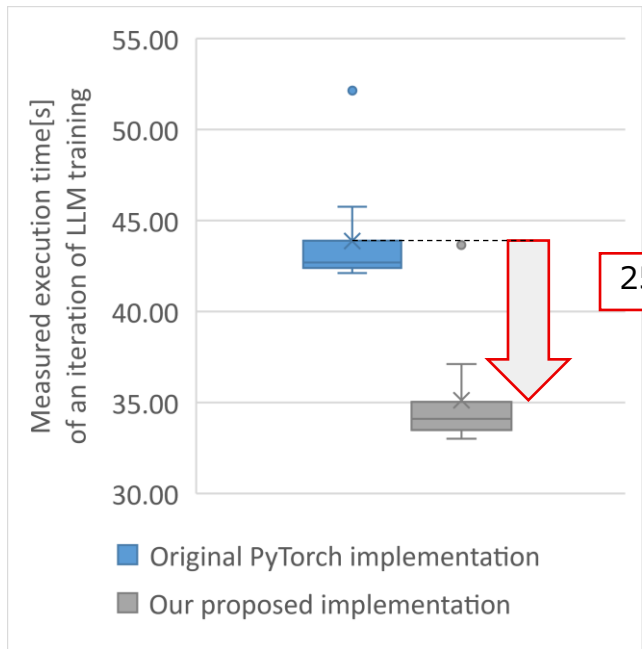 55.00
50.00
45.00
40.00
35.00
30.00
Measured execution time[s]
of an iteration of LLM training
Original PyTorch implementation
Our proposed implementation